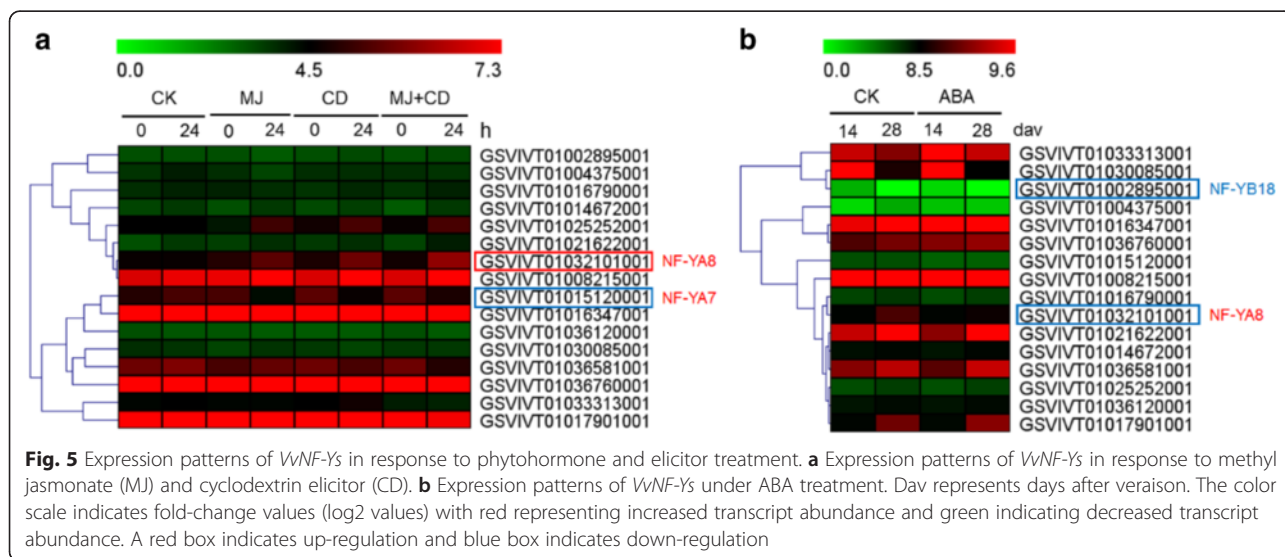 a
0.0 4.5 7.3
CK MJ CD MJ+CD
0 24 0 24 0 24 0 24 h
GSVIVT01002895001
GSVIVT01004375001
GSVIVT01016790001
GSVIVT01014672001
GSVIVT01025252001
GSVIVT01021622001
GSVIVT01032101001 NF-YA8
GSVIVT01008215001
GSVIVT01015120001 NF-YA7
GSVIVT01016347001
GSVIVT01036120001
GSVIVT01030085001
GSVIVT01036581001
GSVIVT01036760001
GSVIVT01033313001
GSVIVT01017901001
b
0.0 8.5 9.6
CK ABA
14 28 14 28 dav
GSVIVT01033313001
GSVIVT01030085001
GSVIVT01002895001 NF-YB18
GSVIVT01004375001
GSVIVT01016347001
GSVIVT01036760001
GSVIVT01015120001
GSVIVT01008215001
GSVIVT01016790001
GSVIVT01032101001 NF-YA8
GSVIVT01021622001
GSVIVT01014672001
GSVIVT01036581001
GSVIVT01025252001
GSVIVT01036120001
GSVIVT01017901001
Fig. 5 Expression patterns of VvNF-Ys in response to phytohormone and elicitor treatment. a Expression patterns of VvNF-Ys in response to methyl
jasmonate (MJ) and cyclodextrin elicitor (CD). b Expression patterns of VvNF-Ys under ABA treatment. Dav represents days after veraison. The color
scale indicates fold-change values (log2 values) with red representing increased transcript abundance and green indicating decreased transcript
abundance. A red box indicates up-regulation and blue box indicates down-regulation